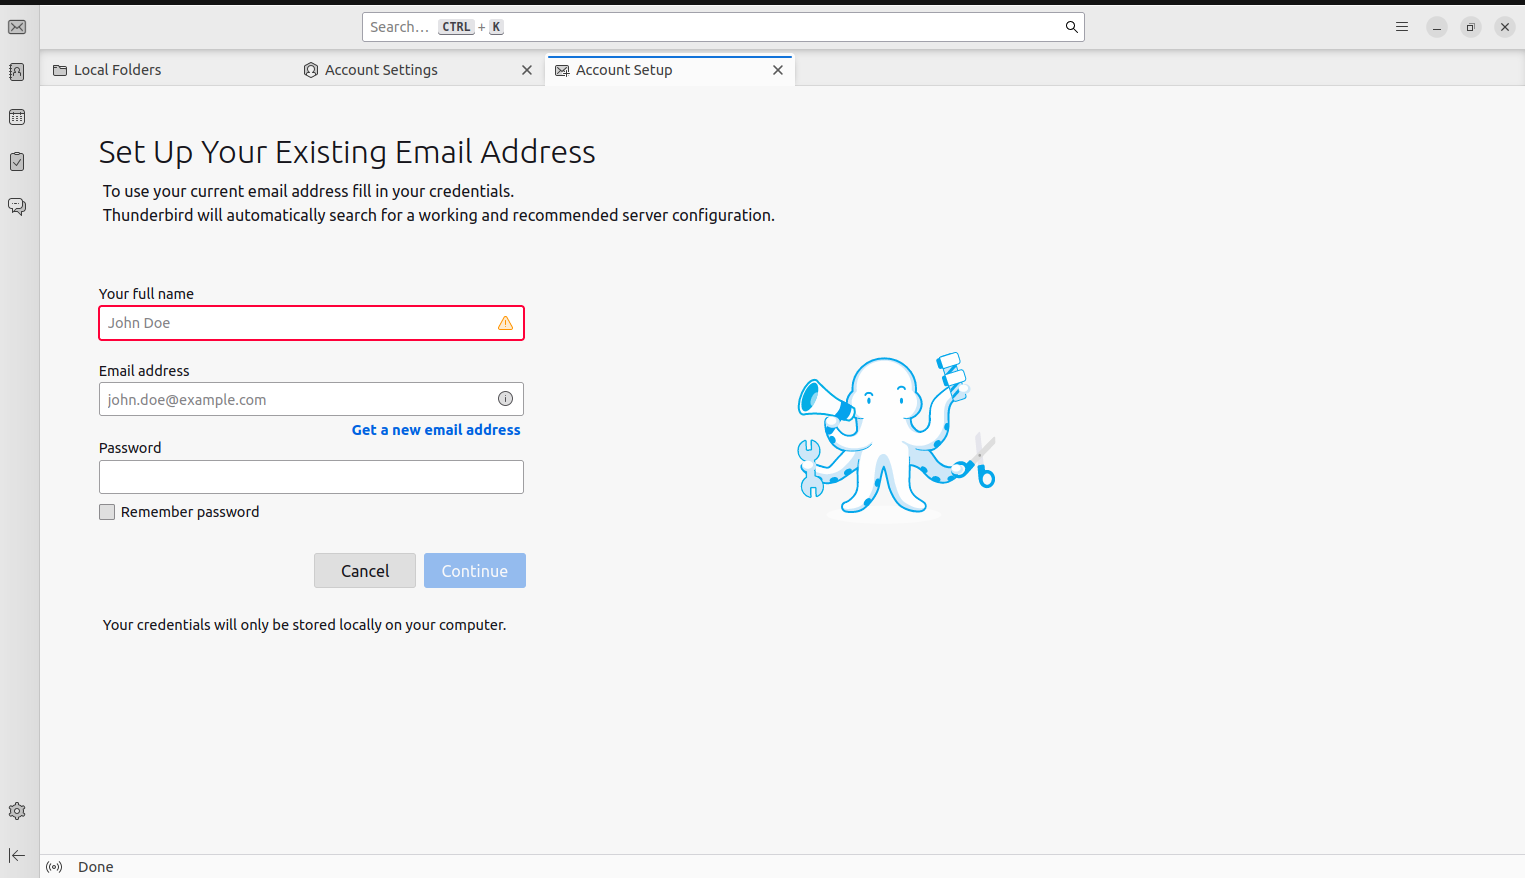 Search… CTRL + K
Local Folders
Account Settings
Account Setup
Set Up Your Existing Email Address
To use your current email address fill in your credentials.
Thunderbird will automatically search for a working and recommended server configuration.
Your full name
John Doe
Email address
john.doe@example.com
Get a new email address
Password
Remember password
Cancel
Continue
Your credentials will only be stored locally on your computer.
Done